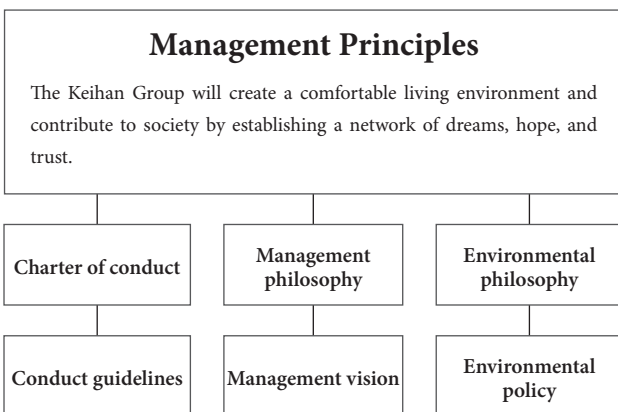 Management Principles
The Keihan Group will create a comfortable living environment and
contribute to society by establishing a network of dreams, hope, and
trust.
Charter of conduct
Management
philosophy
Environmental
philosophy
Conduct guidelines
Management vision
Environmental
policy